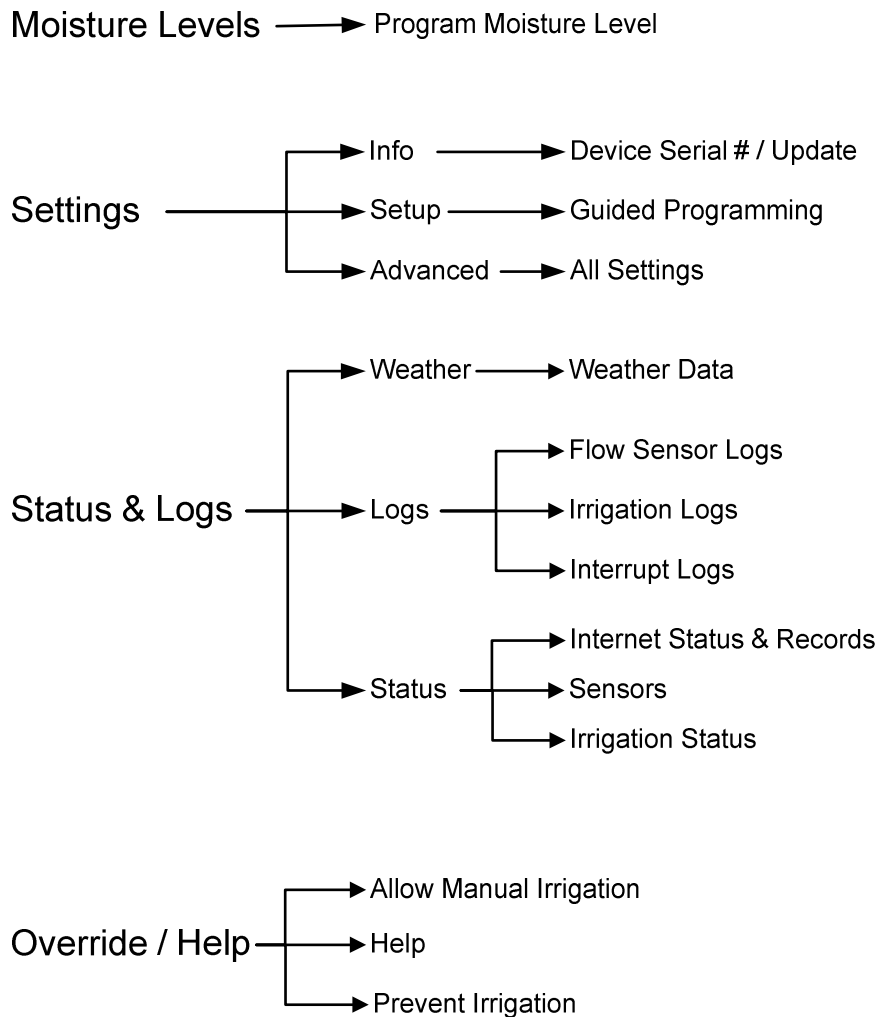 Moisture Levels Program Moisture Level
Info Device Serial # / Update
Settings Setup Guided Programming
Advanced All Settings
Weather Weather Data
Flow Sensor Logs
Status & Logs Logs Irrigation Logs
Interrupt Logs
Internet Status & Records
Status Sensors
Irrigation Status
Allow Manual Irrigation
Override / Help Help
Prevent Irrigation